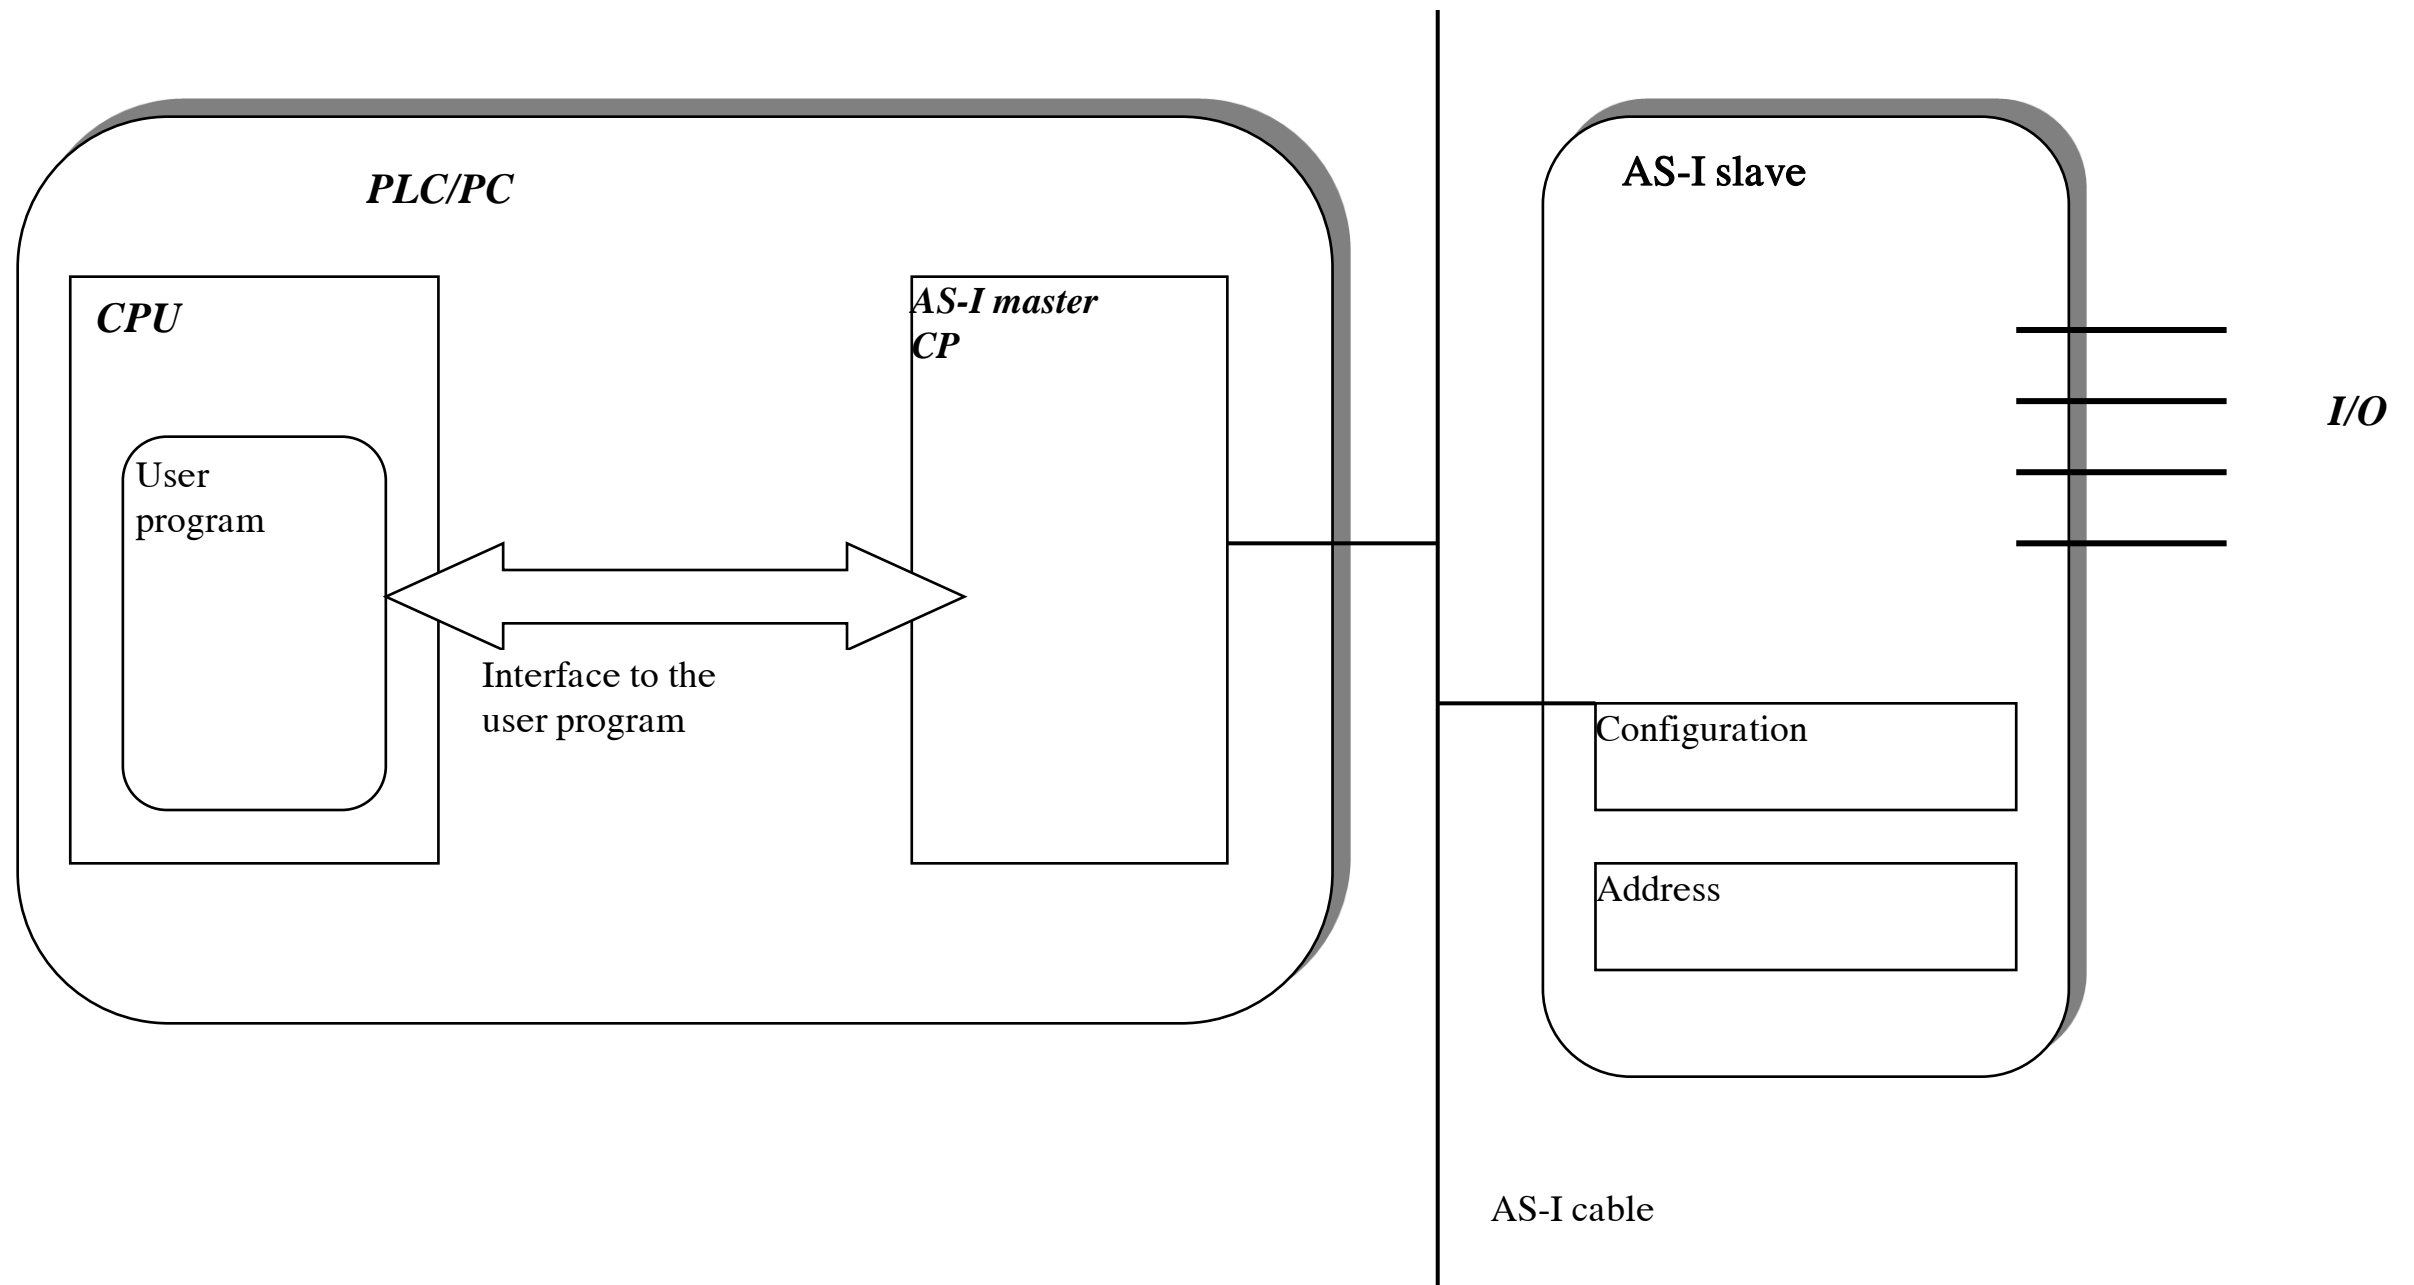 PLC/PC
CPU
User
program
Interface to the
user program
AS-I master
CP
AS-I slave
I/O
Configuration
Address
AS-I cable